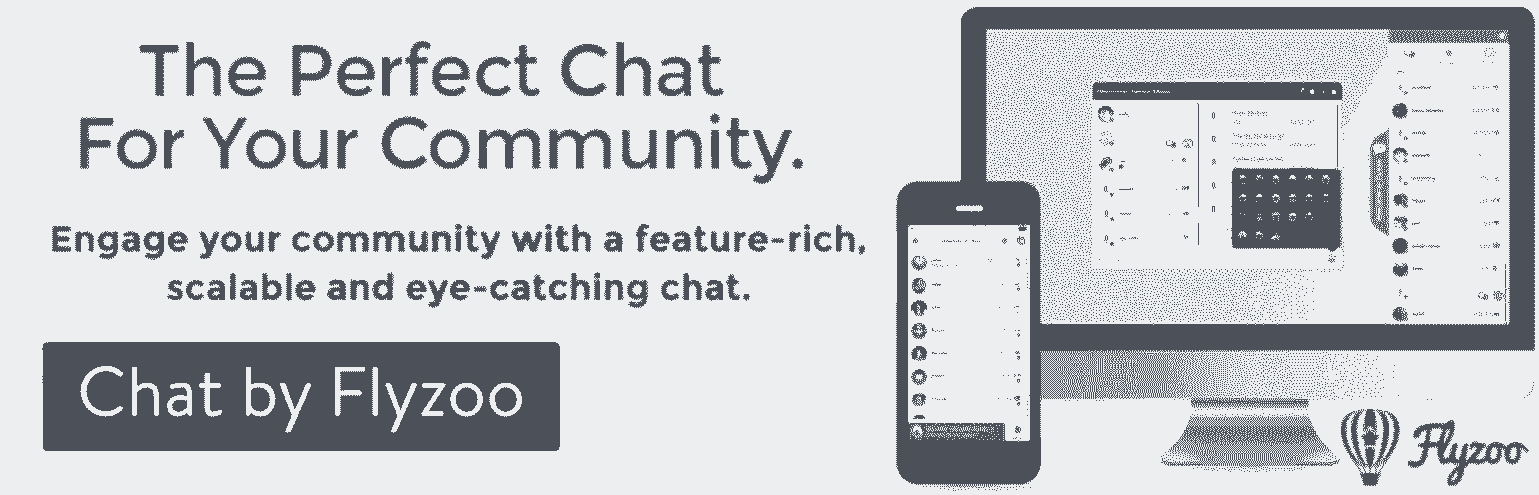 The Perfect Chat
For Your Community.
Engage your community with a feature-rich,
scalable and eye-catching chat.
Chat by Flyzoo
Flyzoo